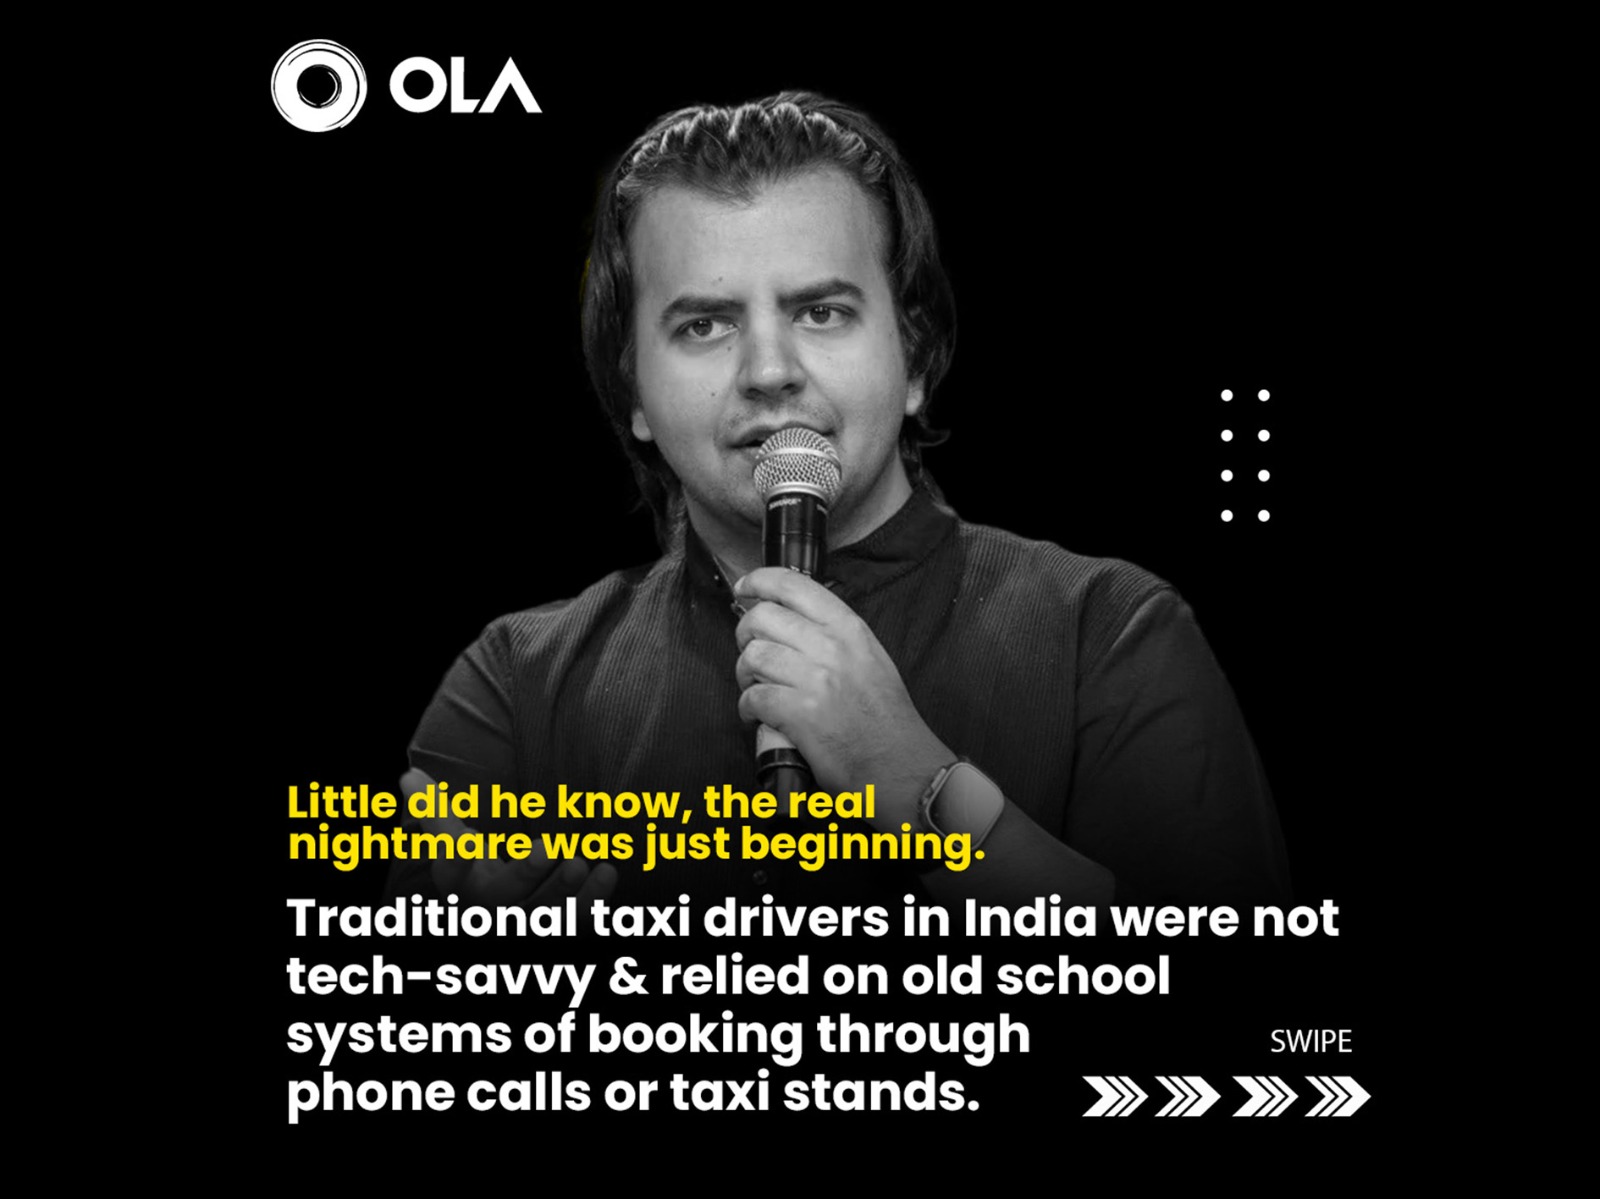 OLA
Little did he know, the real
nightmare was just beginning.
Traditional taxi drivers in India were not
tech-savvy & relied on old school
systems of booking through
phone calls or taxi stands.
SWIPE